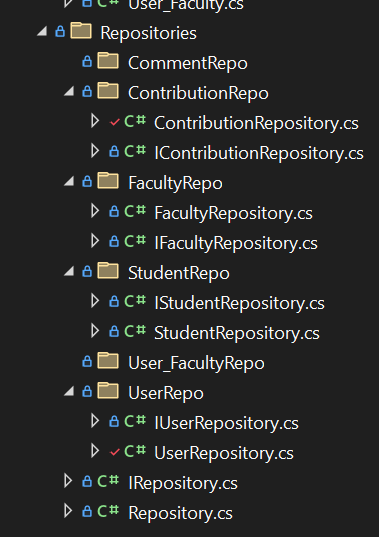 C# User_Faculty.cs
Repositories
CommentRepo
ContributionRepo
C# ContributionRepository.cs
C# IContributionRepository.cs
FacultyRepo
C# FacultyRepository.cs
C# IFacultyRepository.cs
StudentRepo
C# IStudentRepository.cs
C# StudentRepository.cs
User_FacultyRepo
UserRepo
C# IUserRepository.cs
C# UserRepository.cs
C# IRepository.cs
C# Repository.cs